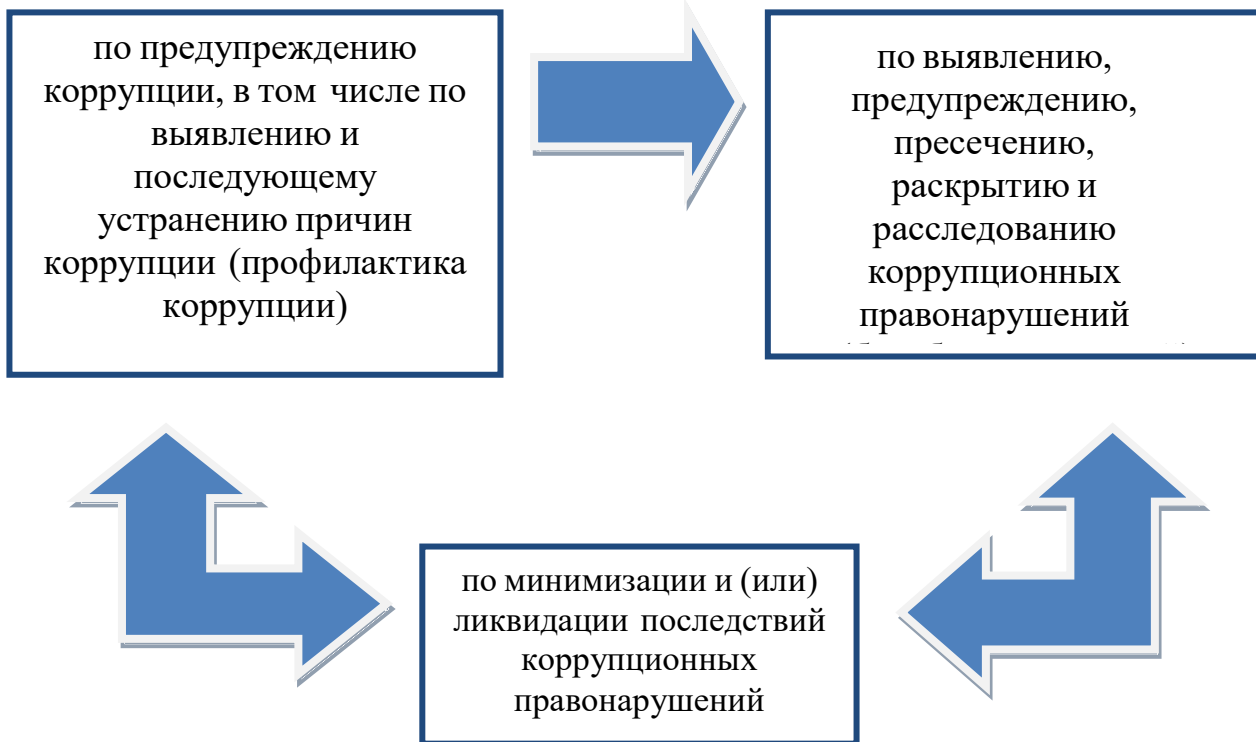 по предупреждению
коррупции, в том числе по
выявлению и
последующему
устранению причин
коррупции (профилактика
коррупции)
по выявлению,
предупреждению,
пресечению,
раскрытию и
расследованию
коррупционных
правонарушений
по минимизации и (или)
ликвидации последствий
коррупционных
правонарушений